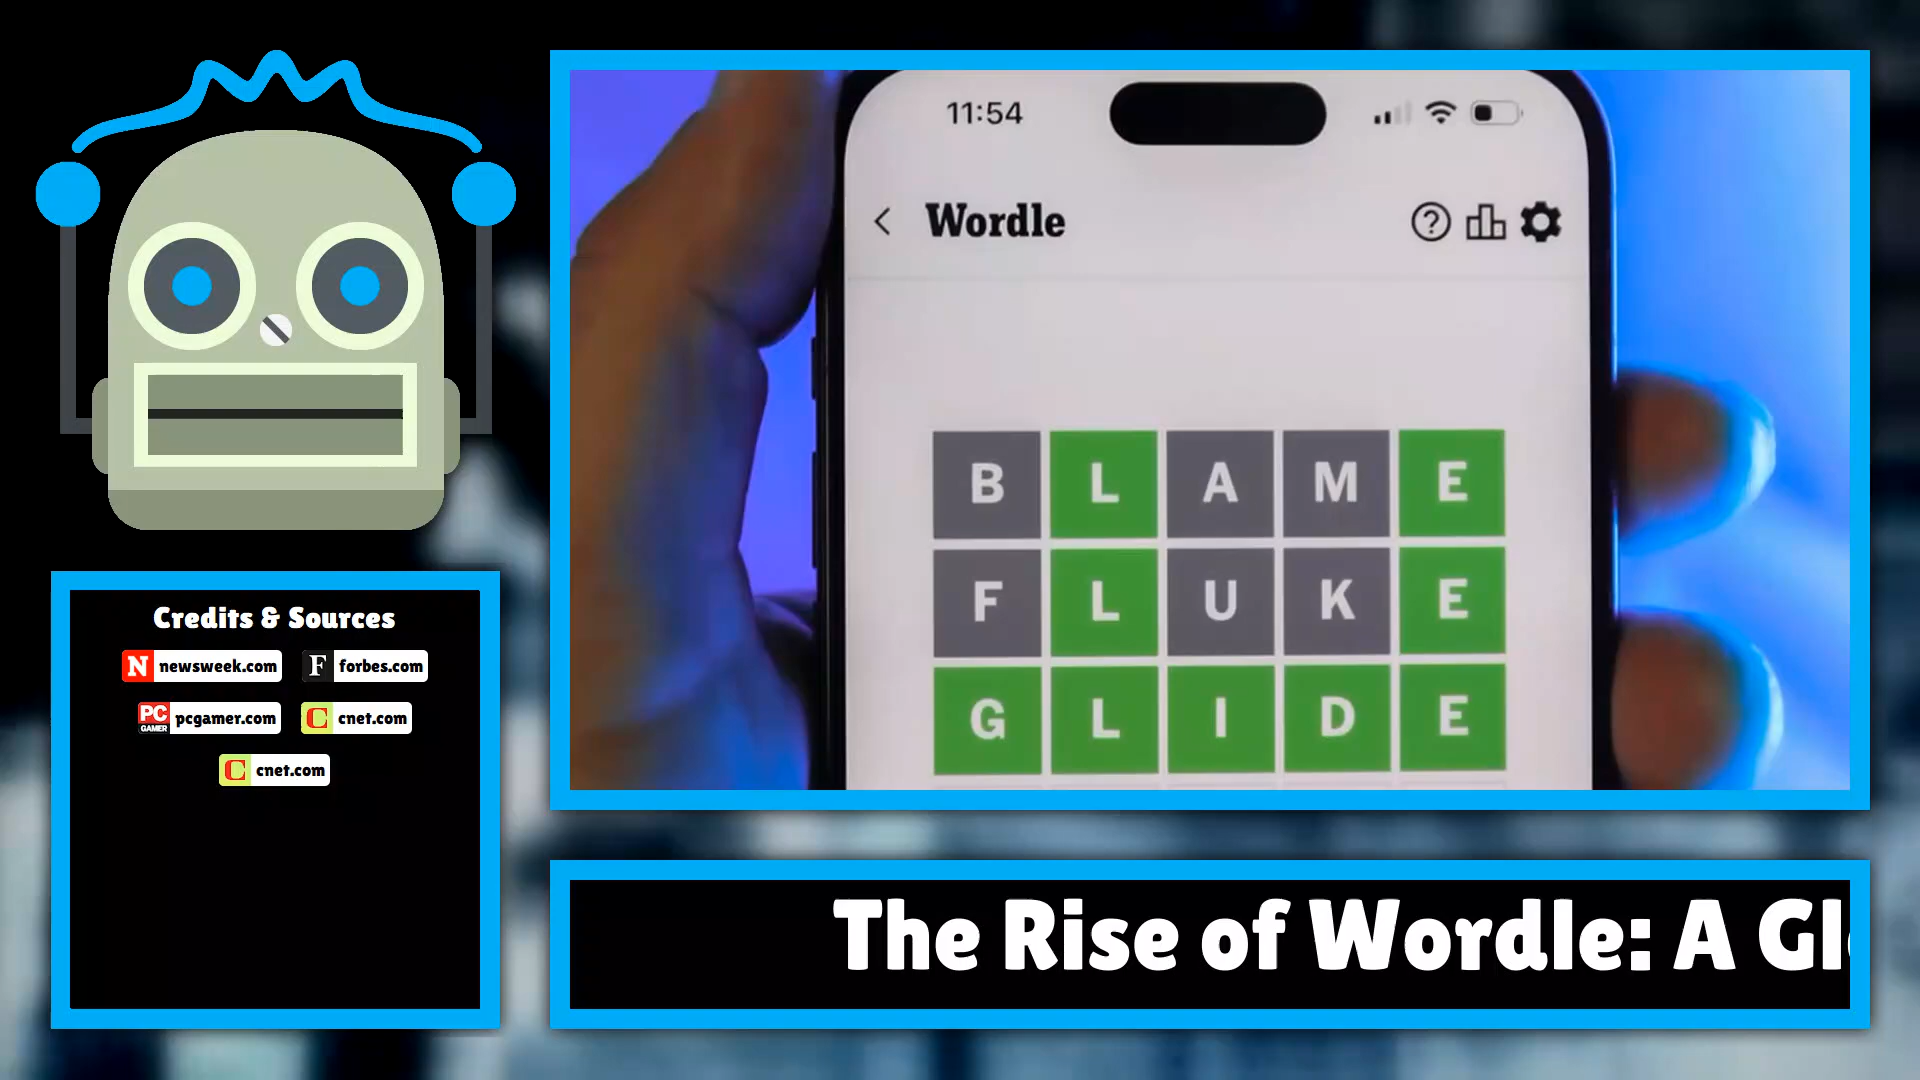 11:54
Wordle
B L A M E
F L U K E
G L I D E
Credits & Sources
N newsweek.com
F forbes.com
PC GAMER pcgamer.com
C cnet.com
C cnet.com
The Rise of Wordle: A Gl